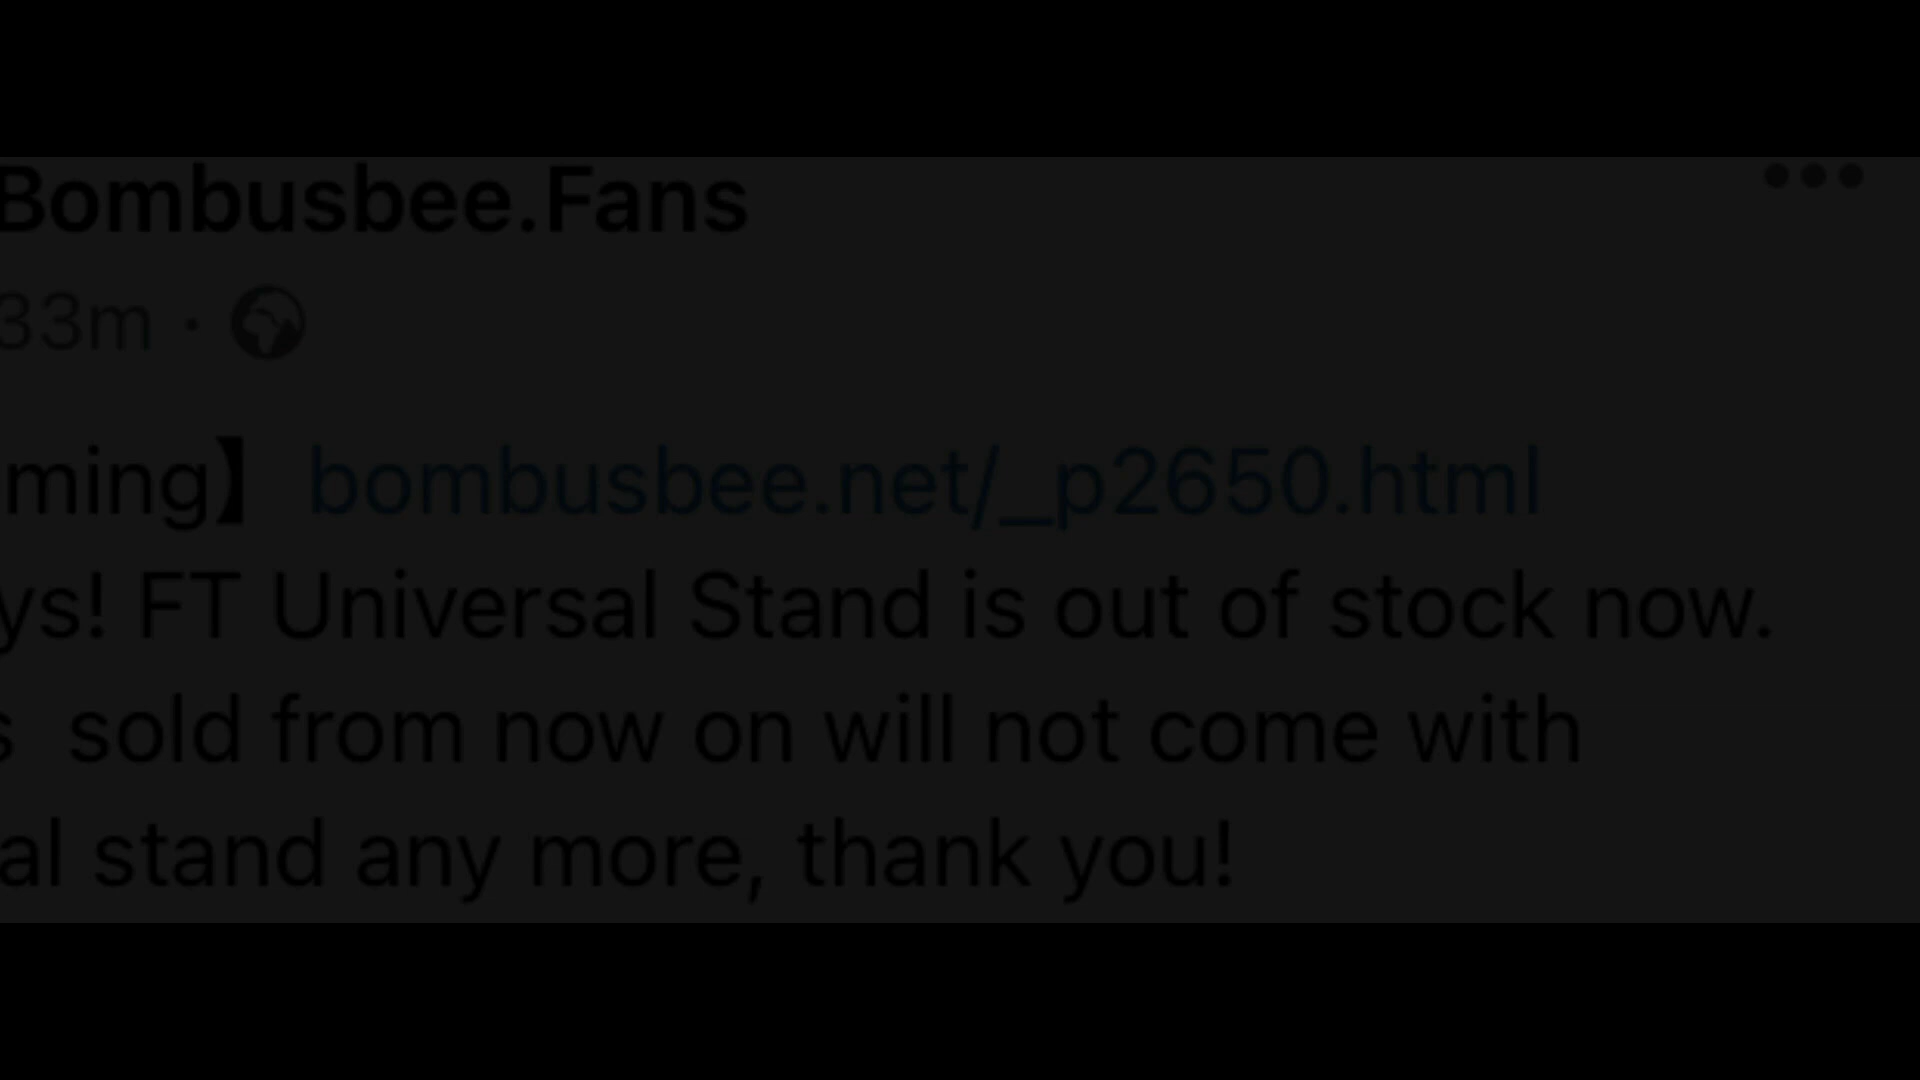 Bombusbee.Fans
33m ·
ming】 bombusbee.net/_p2650.html
ys! FT Universal Stand is out of stock now.
s sold from now on will not come with
al stand any more, thank you!